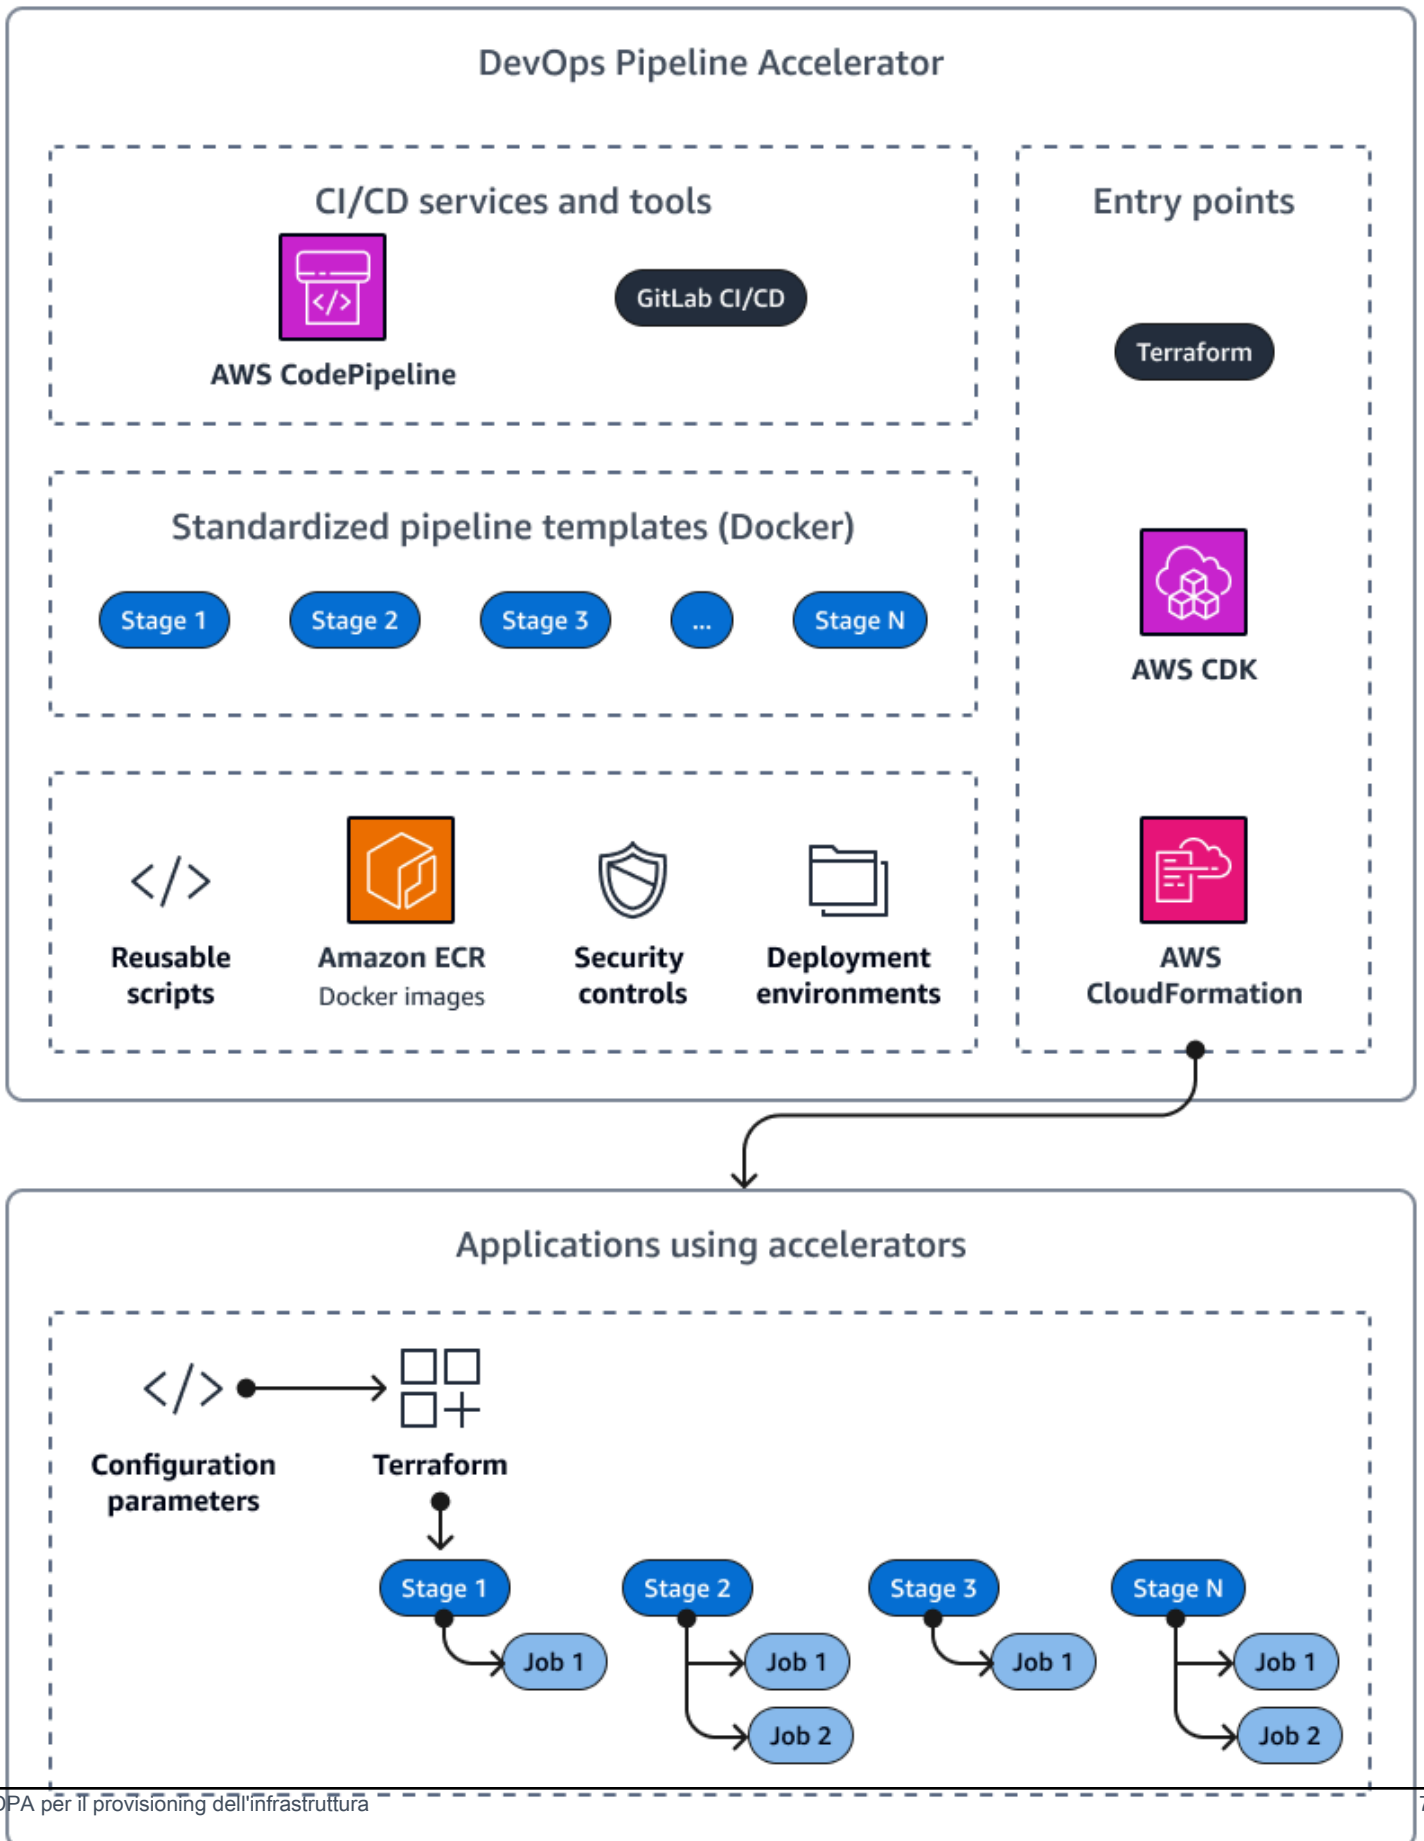 DevOps Pipeline Accelerator
CI/CD services and tools
AWS CodePipeline
GitLab CI/CD
Entry points
Terraform
AWS CDK
AWS
CloudFormation
Standardized pipeline templates (Docker)
Stage 1
Stage 2
Stage 3
...
Stage N
Reusable
scripts
Amazon ECR
Docker images
Security
controls
Deployment
environments
Applications using accelerators
Configuration
parameters
Terraform
Stage 1
Job 1
Stage 2
Job 1
Job 2
Stage 3
Job 1
Stage N
Job 1
Job 2
DPA per il provisioning dell'infrastruttura
7